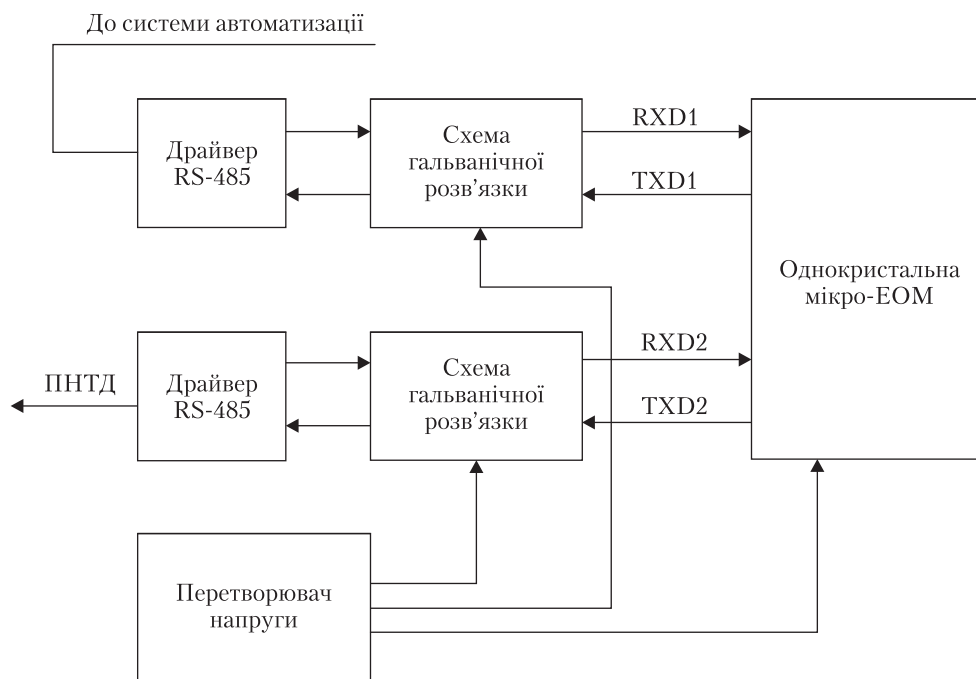 До системи автоматизації
Драйвер
RS-485
Схема
гальванічної
розв’язки
RXD1
TXD1
Однокристальна
мікро-ЕОМ
ПНТД
Драйвер
RS-485
Схема
гальванічної
розв’язки
RXD2
TXD2
Перетворювач
напруги